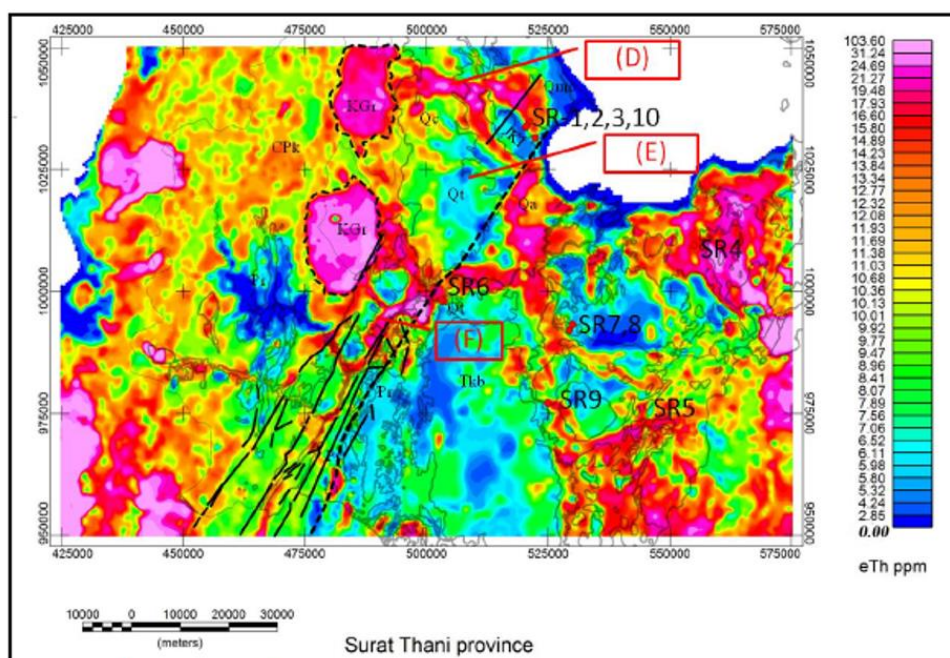 425000 450000 475000 500000 525000 550000 575000
1050000 1050000
(D)
103.60
31.24
24.69
21.27
19.48
17.93
16.60
15.80
14.89
14.23
13.84
13.34
12.77
12.32
12.08
11.93
11.69
11.38
11.03
10.68
10.36
10.13
10.01
9.92
9.77
9.47
8.96
8.41
8.07
7.89
7.56
7.06
6.52
6.11
5.98
5.80
5.32
4.24
2.85
0.00
eTh ppm
KGr
Qc
SR-1,2,3,10
CPk
(E)
1025000 1025000
Qt
Qa
KGr
SR4
1000000 1000000
SR6
SR7,8
(F)
Tkb
SR9
SR5
975000 975000
950000 950000
425000 450000 475000 500000 525000 550000 575000
10000 0 10000 20000 30000
(meters)
Surat Thani province